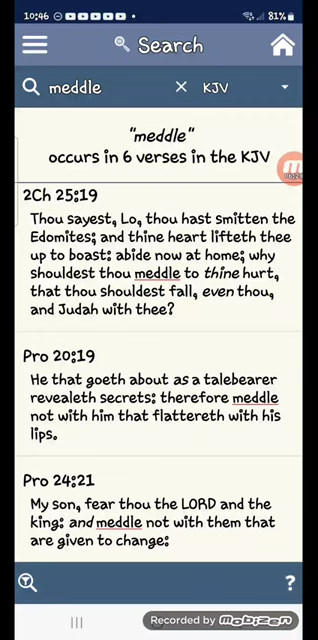 10:46
81%
Search
meddle × KJV
"meddle"
occurs in 6 verses in the KJV
2Ch 25:19
Thou sayest, Lo, thou hast smitten the
Edomites; and thine heart lifteth thee
up to boast: abide now at home; why
shouldest thou meddle to thine hurt,
that thou shouldest fall, even thou,
and Judah with thee?
Pro 20:19
He that goeth about as a talebearer
revealeth secrets: therefore meddle
not with him that flattereth with his
lips.
Pro 24:21
My son, fear thou the LORD and the
king: and meddle not with them that
are given to change:
?
Recorded by mobizen